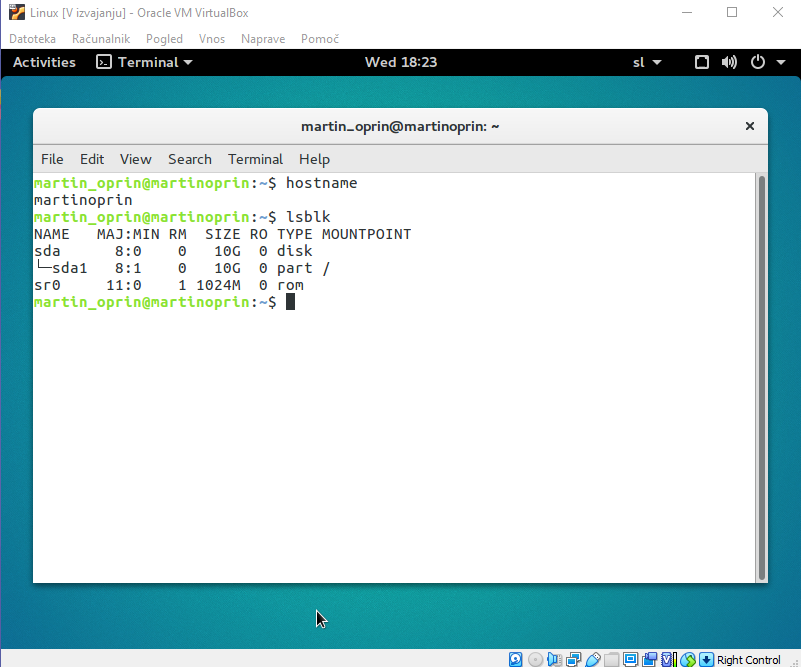 Linux [V izvajanju] - Oracle VM VirtualBox
Datoteka Računalnik Pogled Vnos Naprave Pomoč
Activities Terminal Wed 18:23 sl
martin_oprin@martinoprin: ~
File Edit View Search Terminal Help
martin_oprin@martinoprin:~$ hostname
martinoprin
martin_oprin@martinoprin:~$ lsblk
NAME   MAJ:MIN RM  SIZE RO TYPE MOUNTPOINT
sda      8:0    0   10G  0 disk
└─sda1   8:1    0   10G  0 part /
sr0     11:0    1 1024M  0 rom
martin_oprin@martinoprin:~$
Right Control